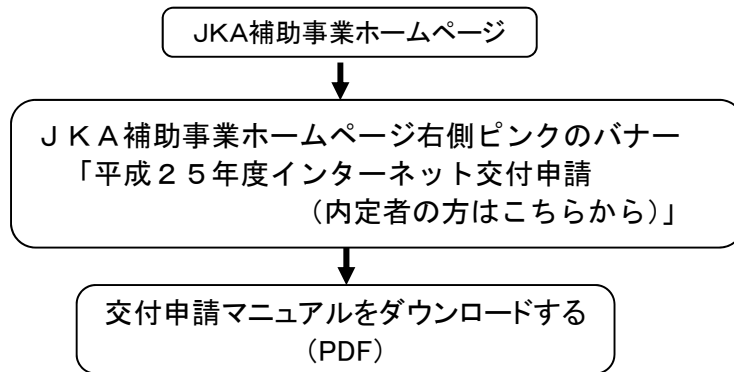 JKA補助事業ホームページ
ＪＫＡ補助事業ホームページ右側ピンクのバナー
「平成２５年度インターネット交付申請
（内定者の方はこちらから）」
交付申請マニュアルをダウンロードする
（PDF）